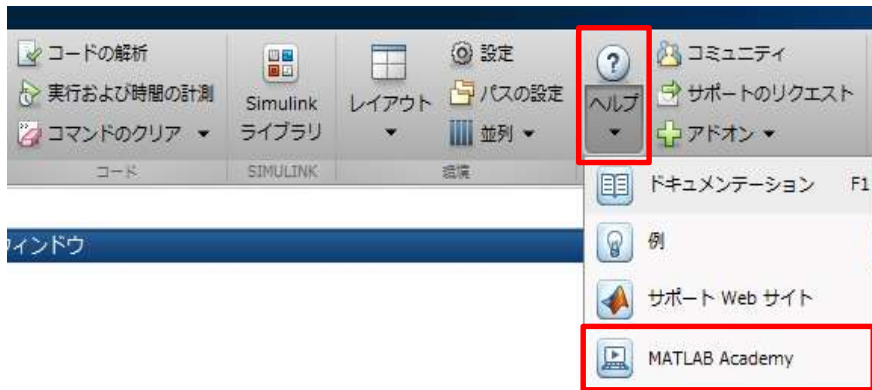 コードの解析
実行および時間の計測
コマンドのクリア
コード
Simulink
ライブラリ
SIMULINK
レイアウト
設定
パスの設定
並列
環境
ヘルプ
コミュニティ
サポートのリクエスト
アドオン
ウィンドウ
ドキュメンテーション F1
例
サポート Web サイト
MATLAB Academy